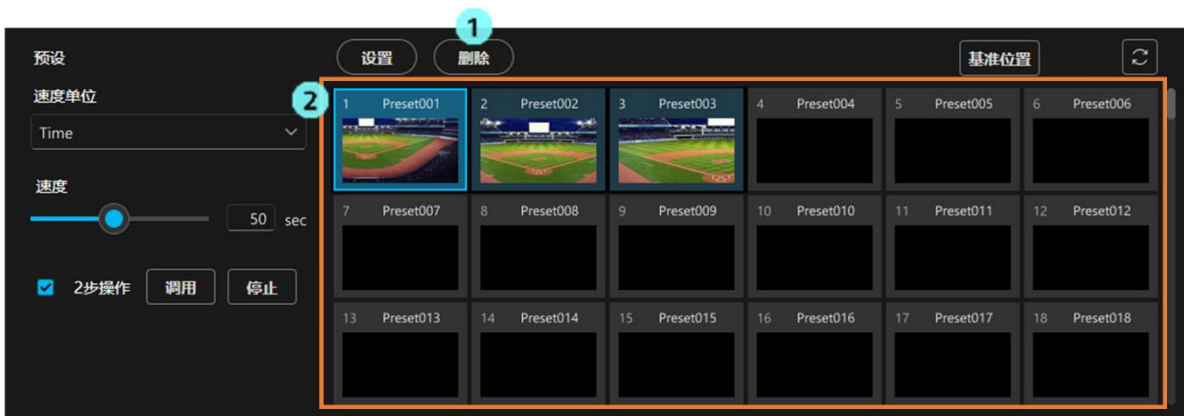 1
预设 设置 删除 基准位置
速度单位
2
Time
速度
50 sec
2步操作 调用 停止
1 Preset001 2 Preset002 3 Preset003 4 Preset004 5 Preset005 6 Preset006
7 Preset007 8 Preset008 9 Preset009 10 Preset010 11 Preset011 12 Preset012
13 Preset013 14 Preset014 15 Preset015 16 Preset016 17 Preset017 18 Preset018